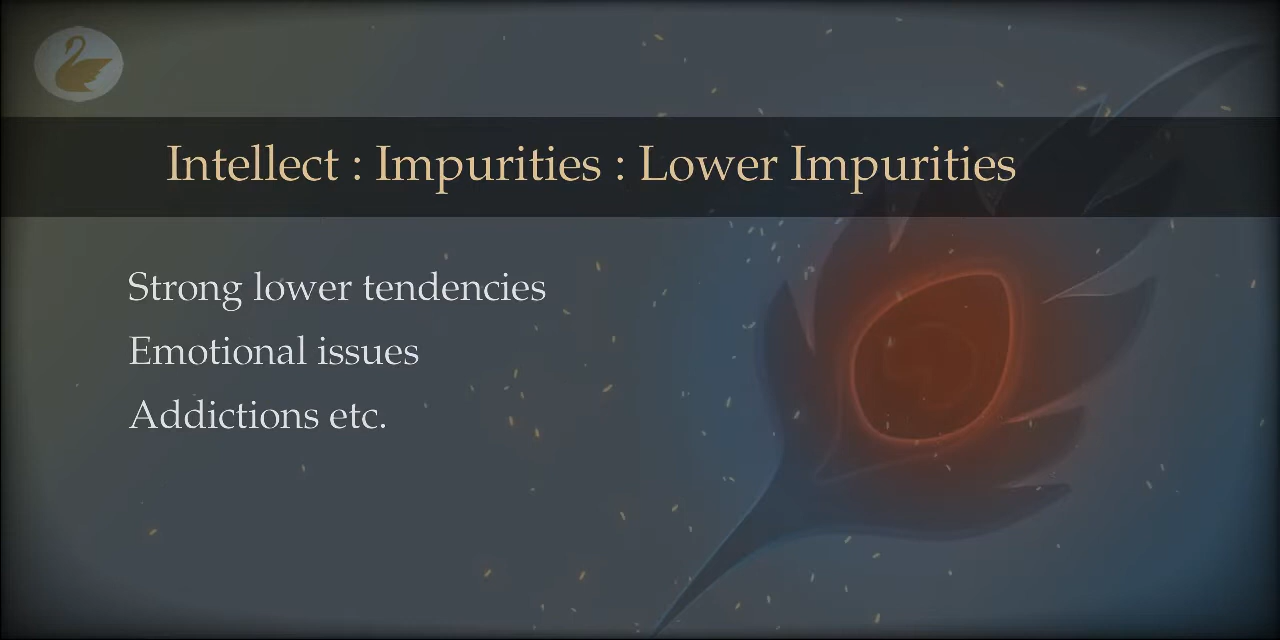 Intellect : Impurities : Lower Impurities
Strong lower tendencies
Emotional issues
Addictions etc.